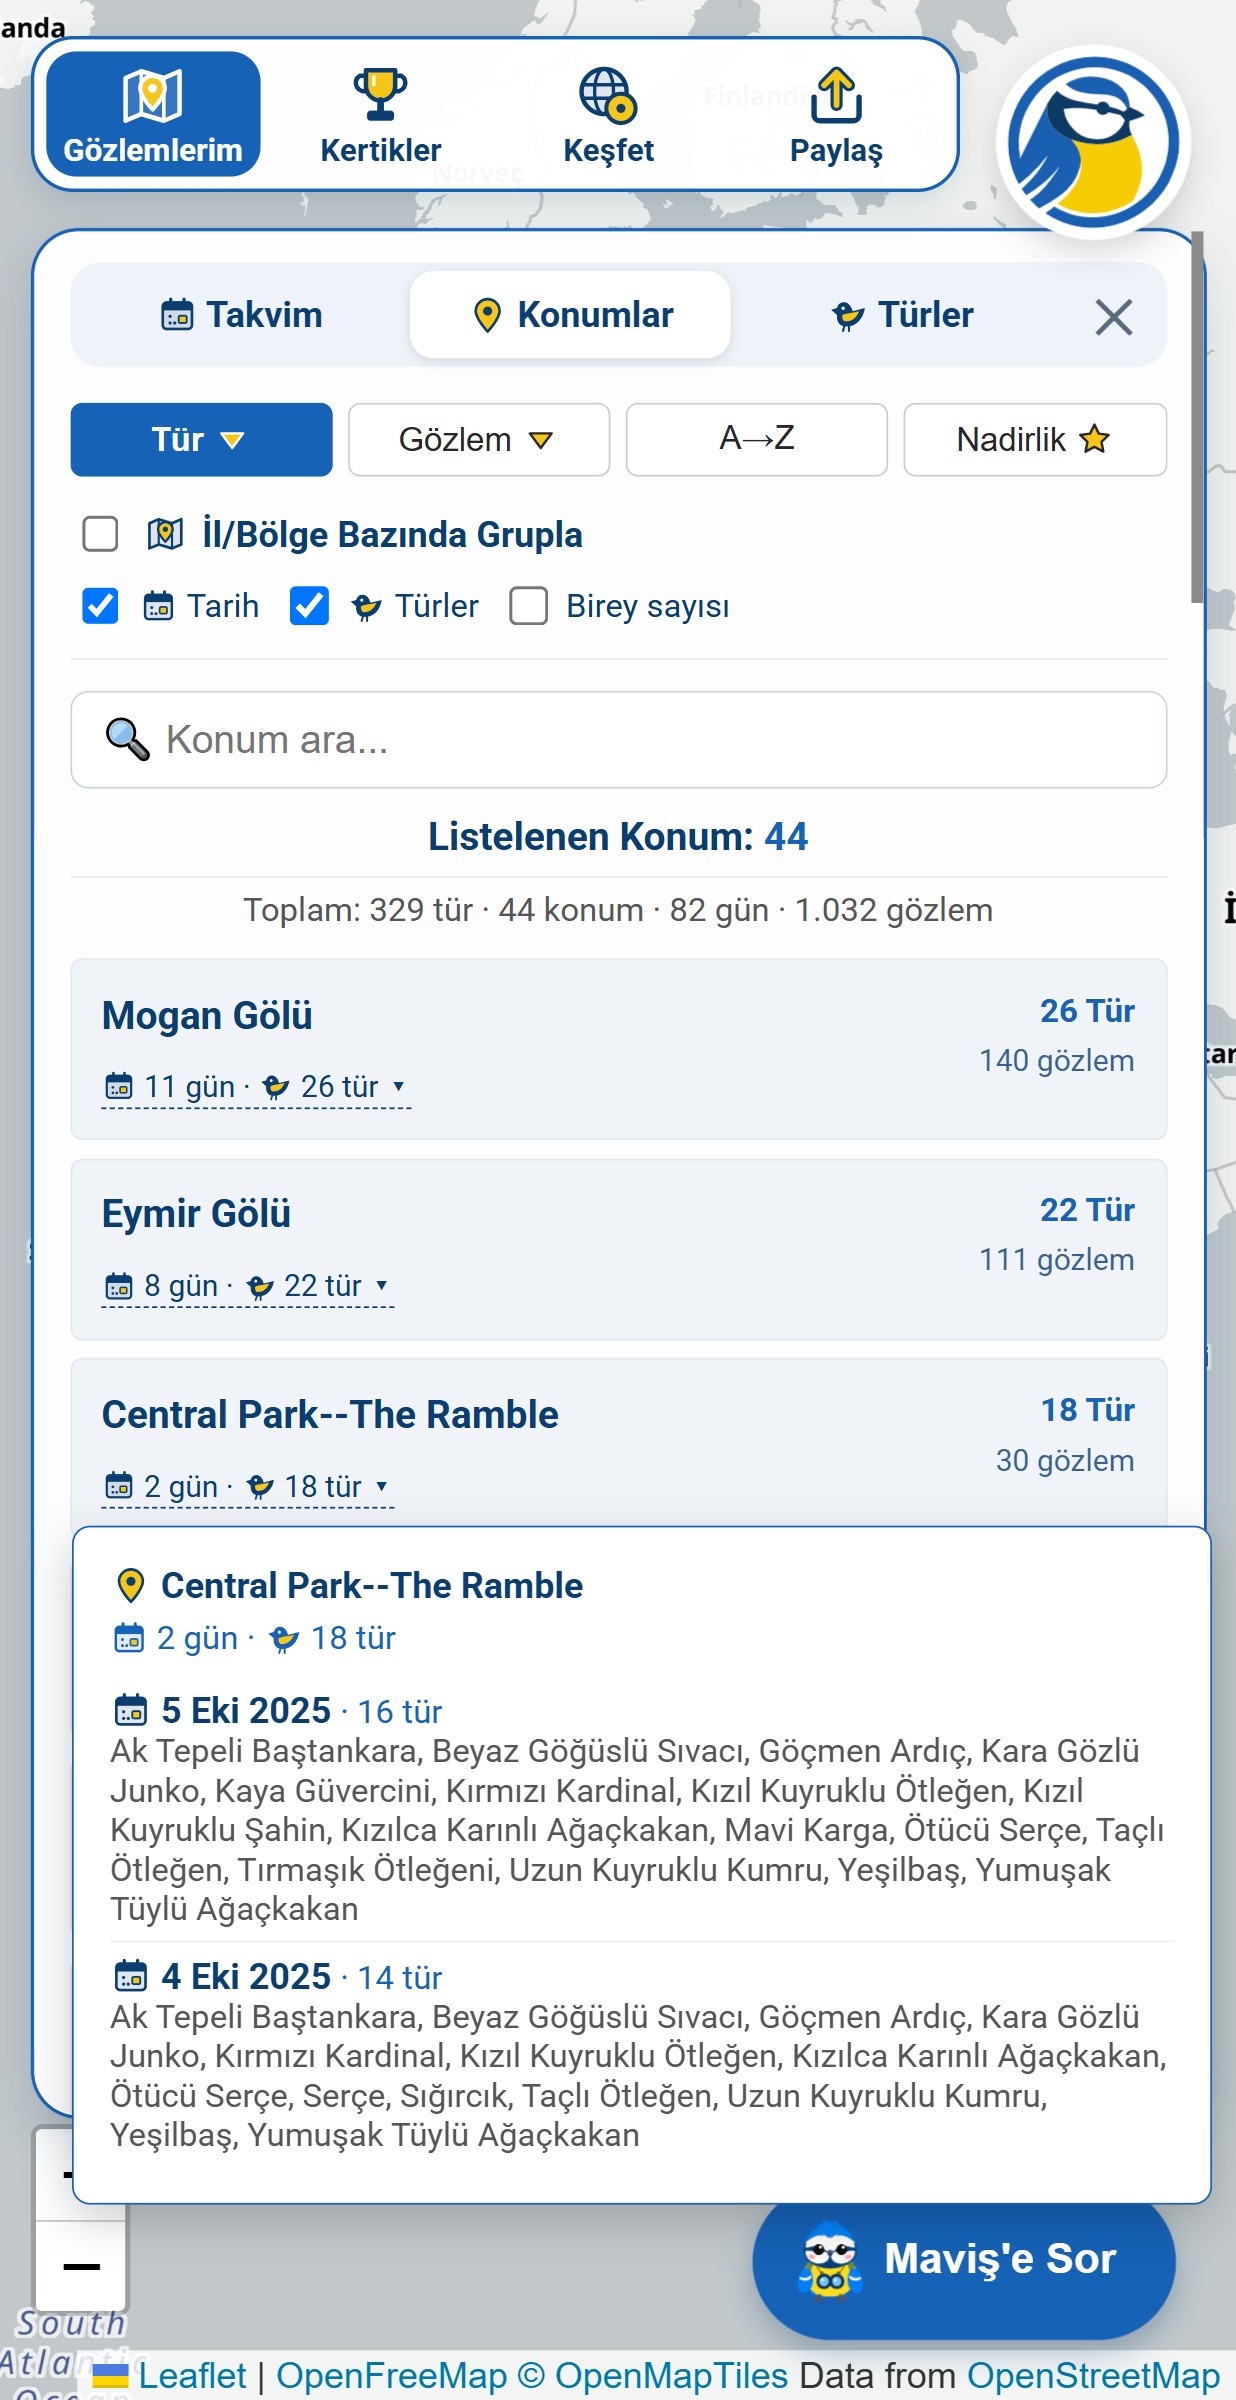 anda
Gözlemlerim
Kertikler
Keşfet
Paylaş
Finlandi
Norveç
Takvim
Konumlar
Türler
Tür
Gözlem
A→Z
Nadirlik
İl/Bölge Bazında Grupla
Tarih
Türler
Birey sayısı
Konum ara...
Listelenen Konum: 44
Toplam: 329 tür · 44 konum · 82 gün · 1.032 gözlem
Mogan Gölü
26 Tür
140 gözlem
11 gün · 26 tür ▾
Eymir Gölü
22 Tür
111 gözlem
8 gün · 22 tür ▾
Central Park--The Ramble
18 Tür
30 gözlem
2 gün · 18 tür ▾
Central Park--The Ramble
2 gün · 18 tür
5 Eki 2025 · 16 tür
Ak Tepeli Baştankara, Beyaz Göğüslü Sıvacı, Göçmen Ardıç, Kara Gözlü
Junko, Kaya Güvercini, Kırmızı Kardinal, Kızıl Kuyruklu Ötleğen, Kızıl
Kuyruklu Şahin, Kızılca Karınlı Ağaçkakan, Mavi Karga, Ötücü Serçe, Taçlı
Ötleğen, Tırmaşık Ötleğeni, Uzun Kuyruklu Kumru, Yeşilbaş, Yumuşak
Tüylü Ağaçkakan
4 Eki 2025 · 14 tür
Ak Tepeli Baştankara, Beyaz Göğüslü Sıvacı, Göçmen Ardıç, Kara Gözlü
Junko, Kırmızı Kardinal, Kızıl Kuyruklu Ötleğen, Kızılca Karınlı Ağaçkakan,
Ötücü Serçe, Serçe, Sığırcık, Taçlı Ötleğen, Uzun Kuyruklu Kumru,
Yeşilbaş, Yumuşak Tüylü Ağaçkakan
Maviş'e Sor
South
Atlantic
Ocean
Leaflet | OpenFreeMap © OpenMapTiles Data from OpenStreetMap